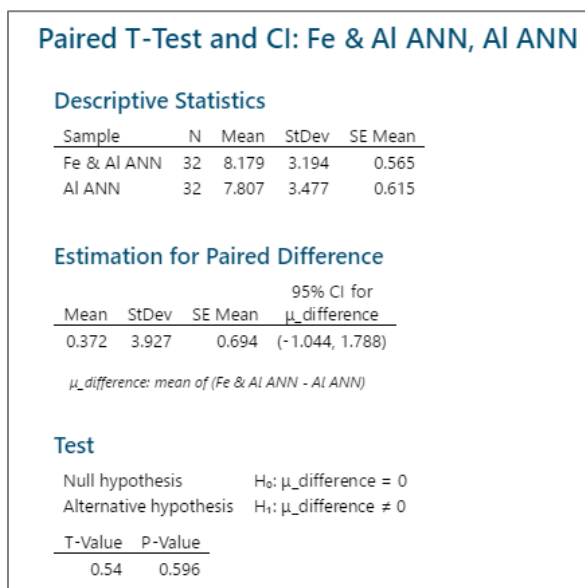 Paired T-Test and CI: Fe & Al ANN, Al ANN
Descriptive Statistics
Sample N Mean StDev SE Mean
Fe & Al ANN 32 8.179 3.194 0.565
Al ANN 32 7.807 3.477 0.615
Estimation for Paired Difference
95% CI for
Mean StDev SE Mean μ_difference
0.372 3.927 0.694 (-1.044, 1.788)
μ_difference: mean of (Fe & Al ANN - Al ANN)
Test
Null hypothesis H₀: μ_difference = 0
Alternative hypothesis H₁: μ_difference ≠ 0
T-Value P-Value
0.54 0.596